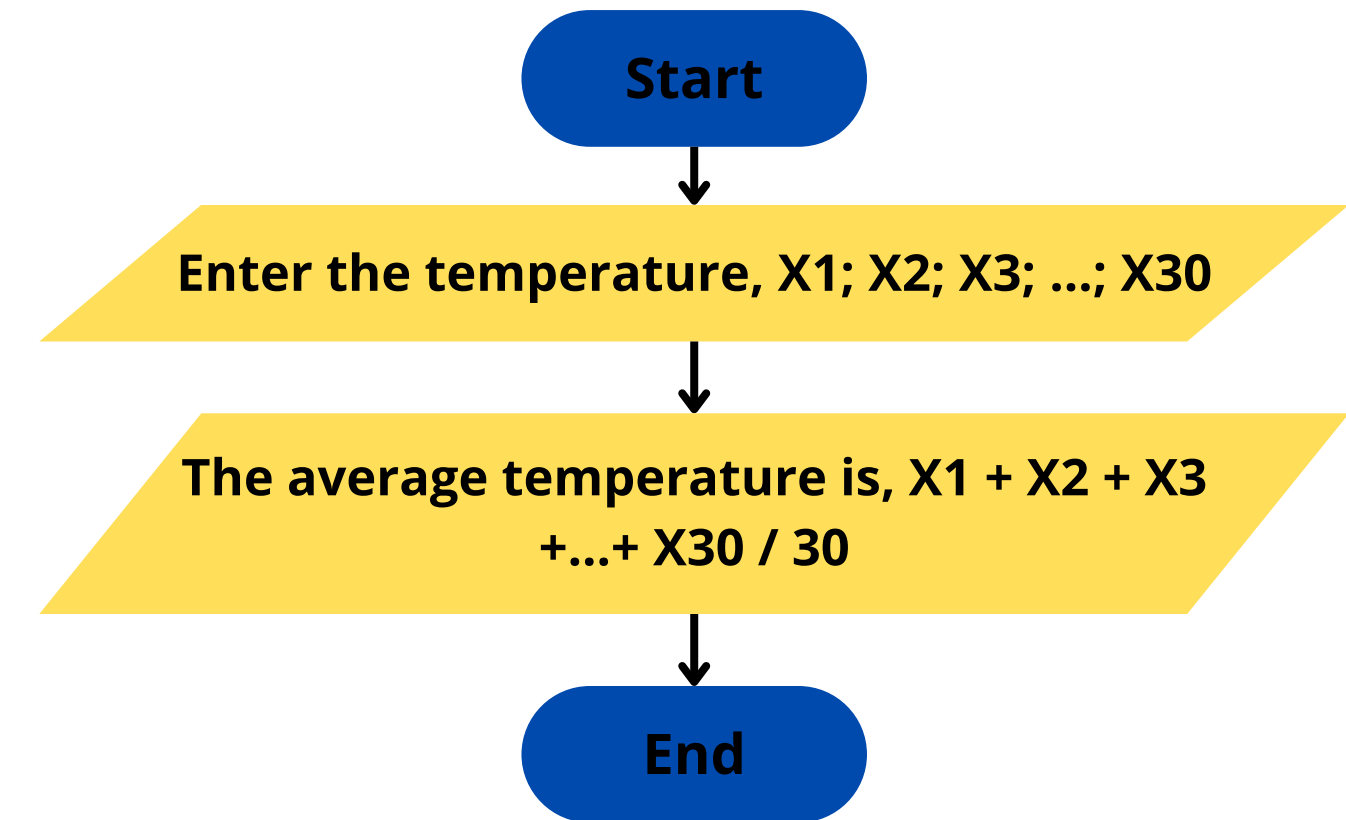 Start
Enter the temperature, X1; X2; X3; ...; X30
The average temperature is, X1 + X2 + X3
+...+ X30 / 30
End